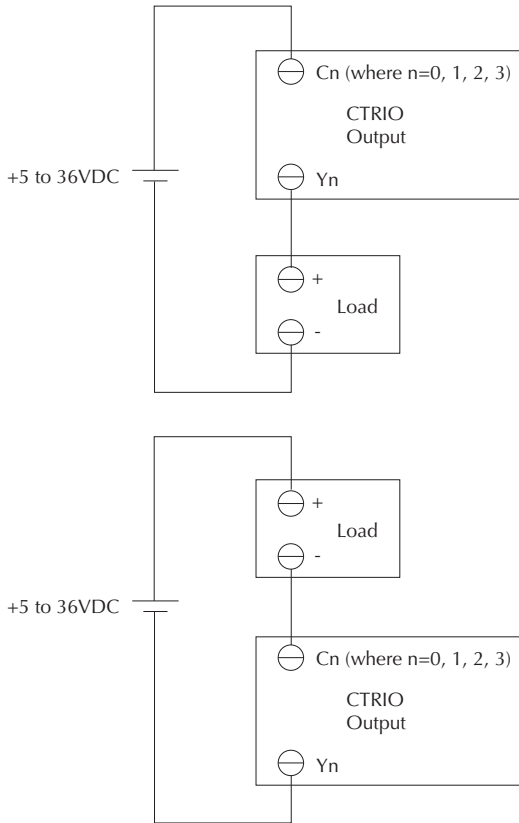 Cn (where n=0, 1, 2, 3)
CTRIO
Output
+5 to 36VDC
Yn
+
Load
-
+
Load
-
+5 to 36VDC
Cn (where n=0, 1, 2, 3)
CTRIO
Output
Yn